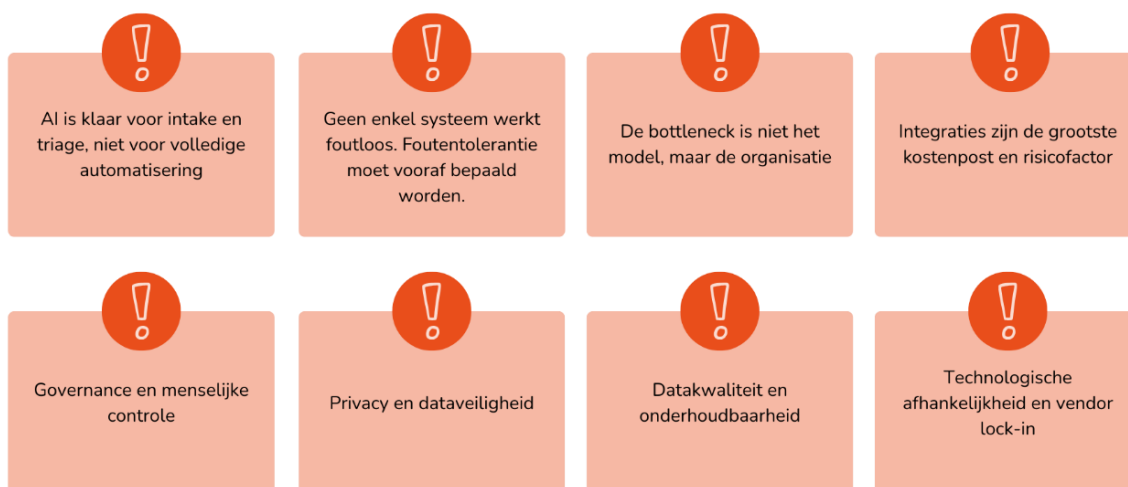 AI is klaar voor intake en
triage, niet voor volledige
automatisering
Geen enkel systeem werkt
foutloos. Foutentolerantie
moet vooraf bepaald
worden.
De bottleneck is niet het
model, maar de organisatie
Integraties zijn de grootste
kostenpost en risicofactor
Governance en menselijke
controle
Privacy en dataveiligheid
Datakwaliteit en
onderhoudbaarheid
Technologische
afhankelijkheid en vendor
lock-in